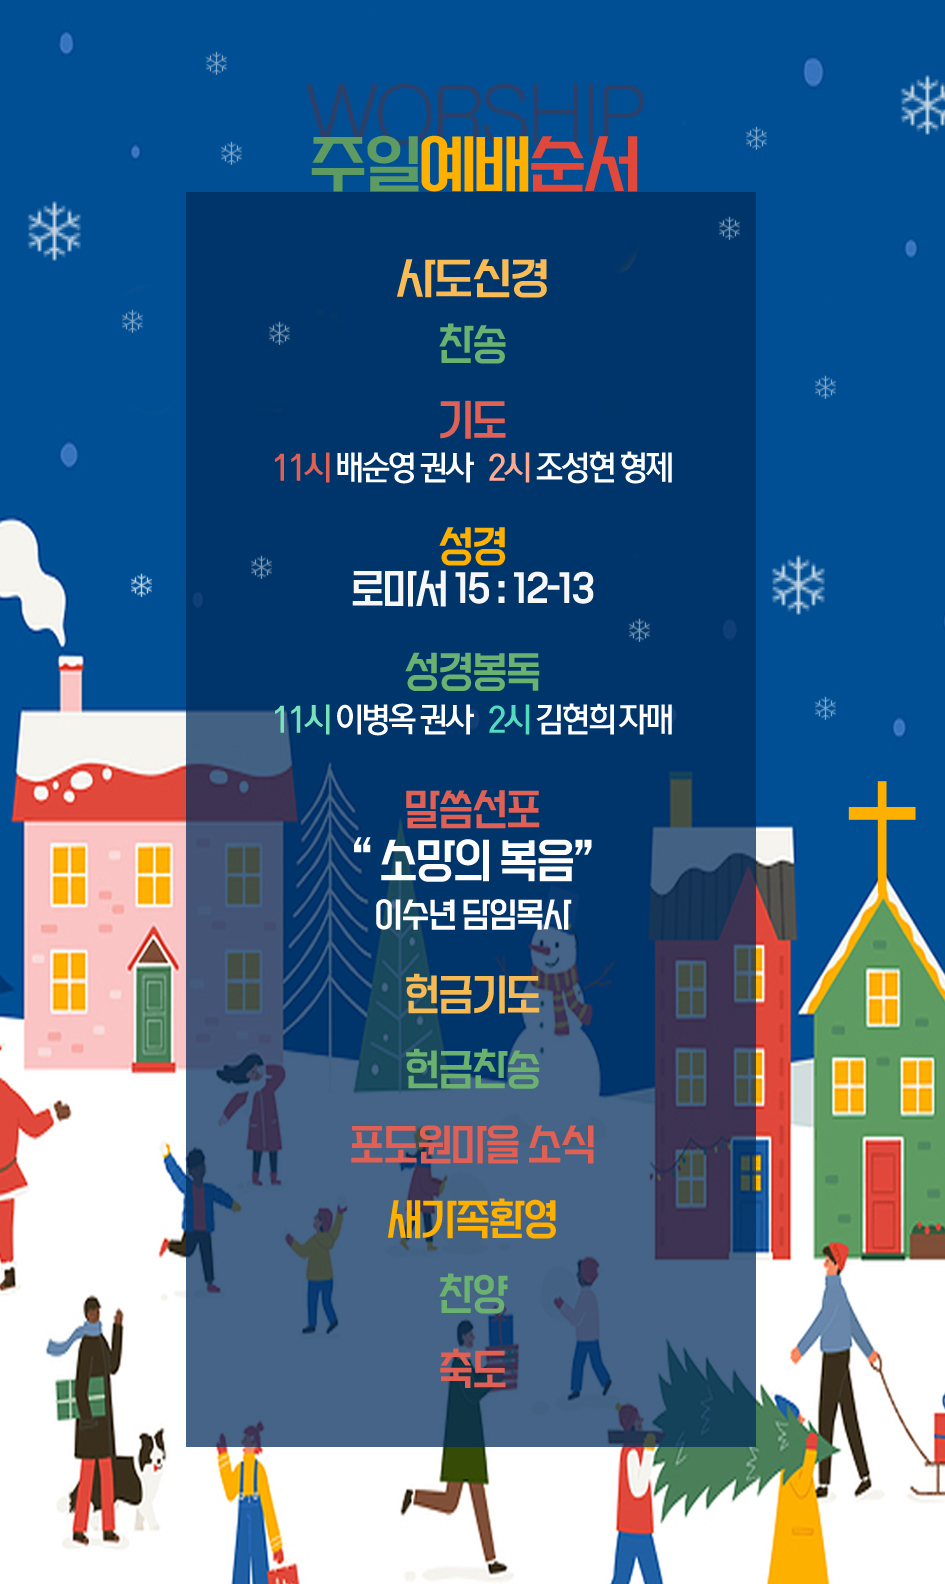 WORSHIP
주일예배순서
사도신경
찬송
기도
11시 배순영 권사 2시 조성현 형제
성경
로마서 15 : 12-13
성경봉독
11시 이병옥 권사 2시 김현희 자매
말씀선포
“ 소망의 복음”
이수년 담임목사
헌금기도
헌금찬송
포도원마을 소식
새가족환영
찬양
축도